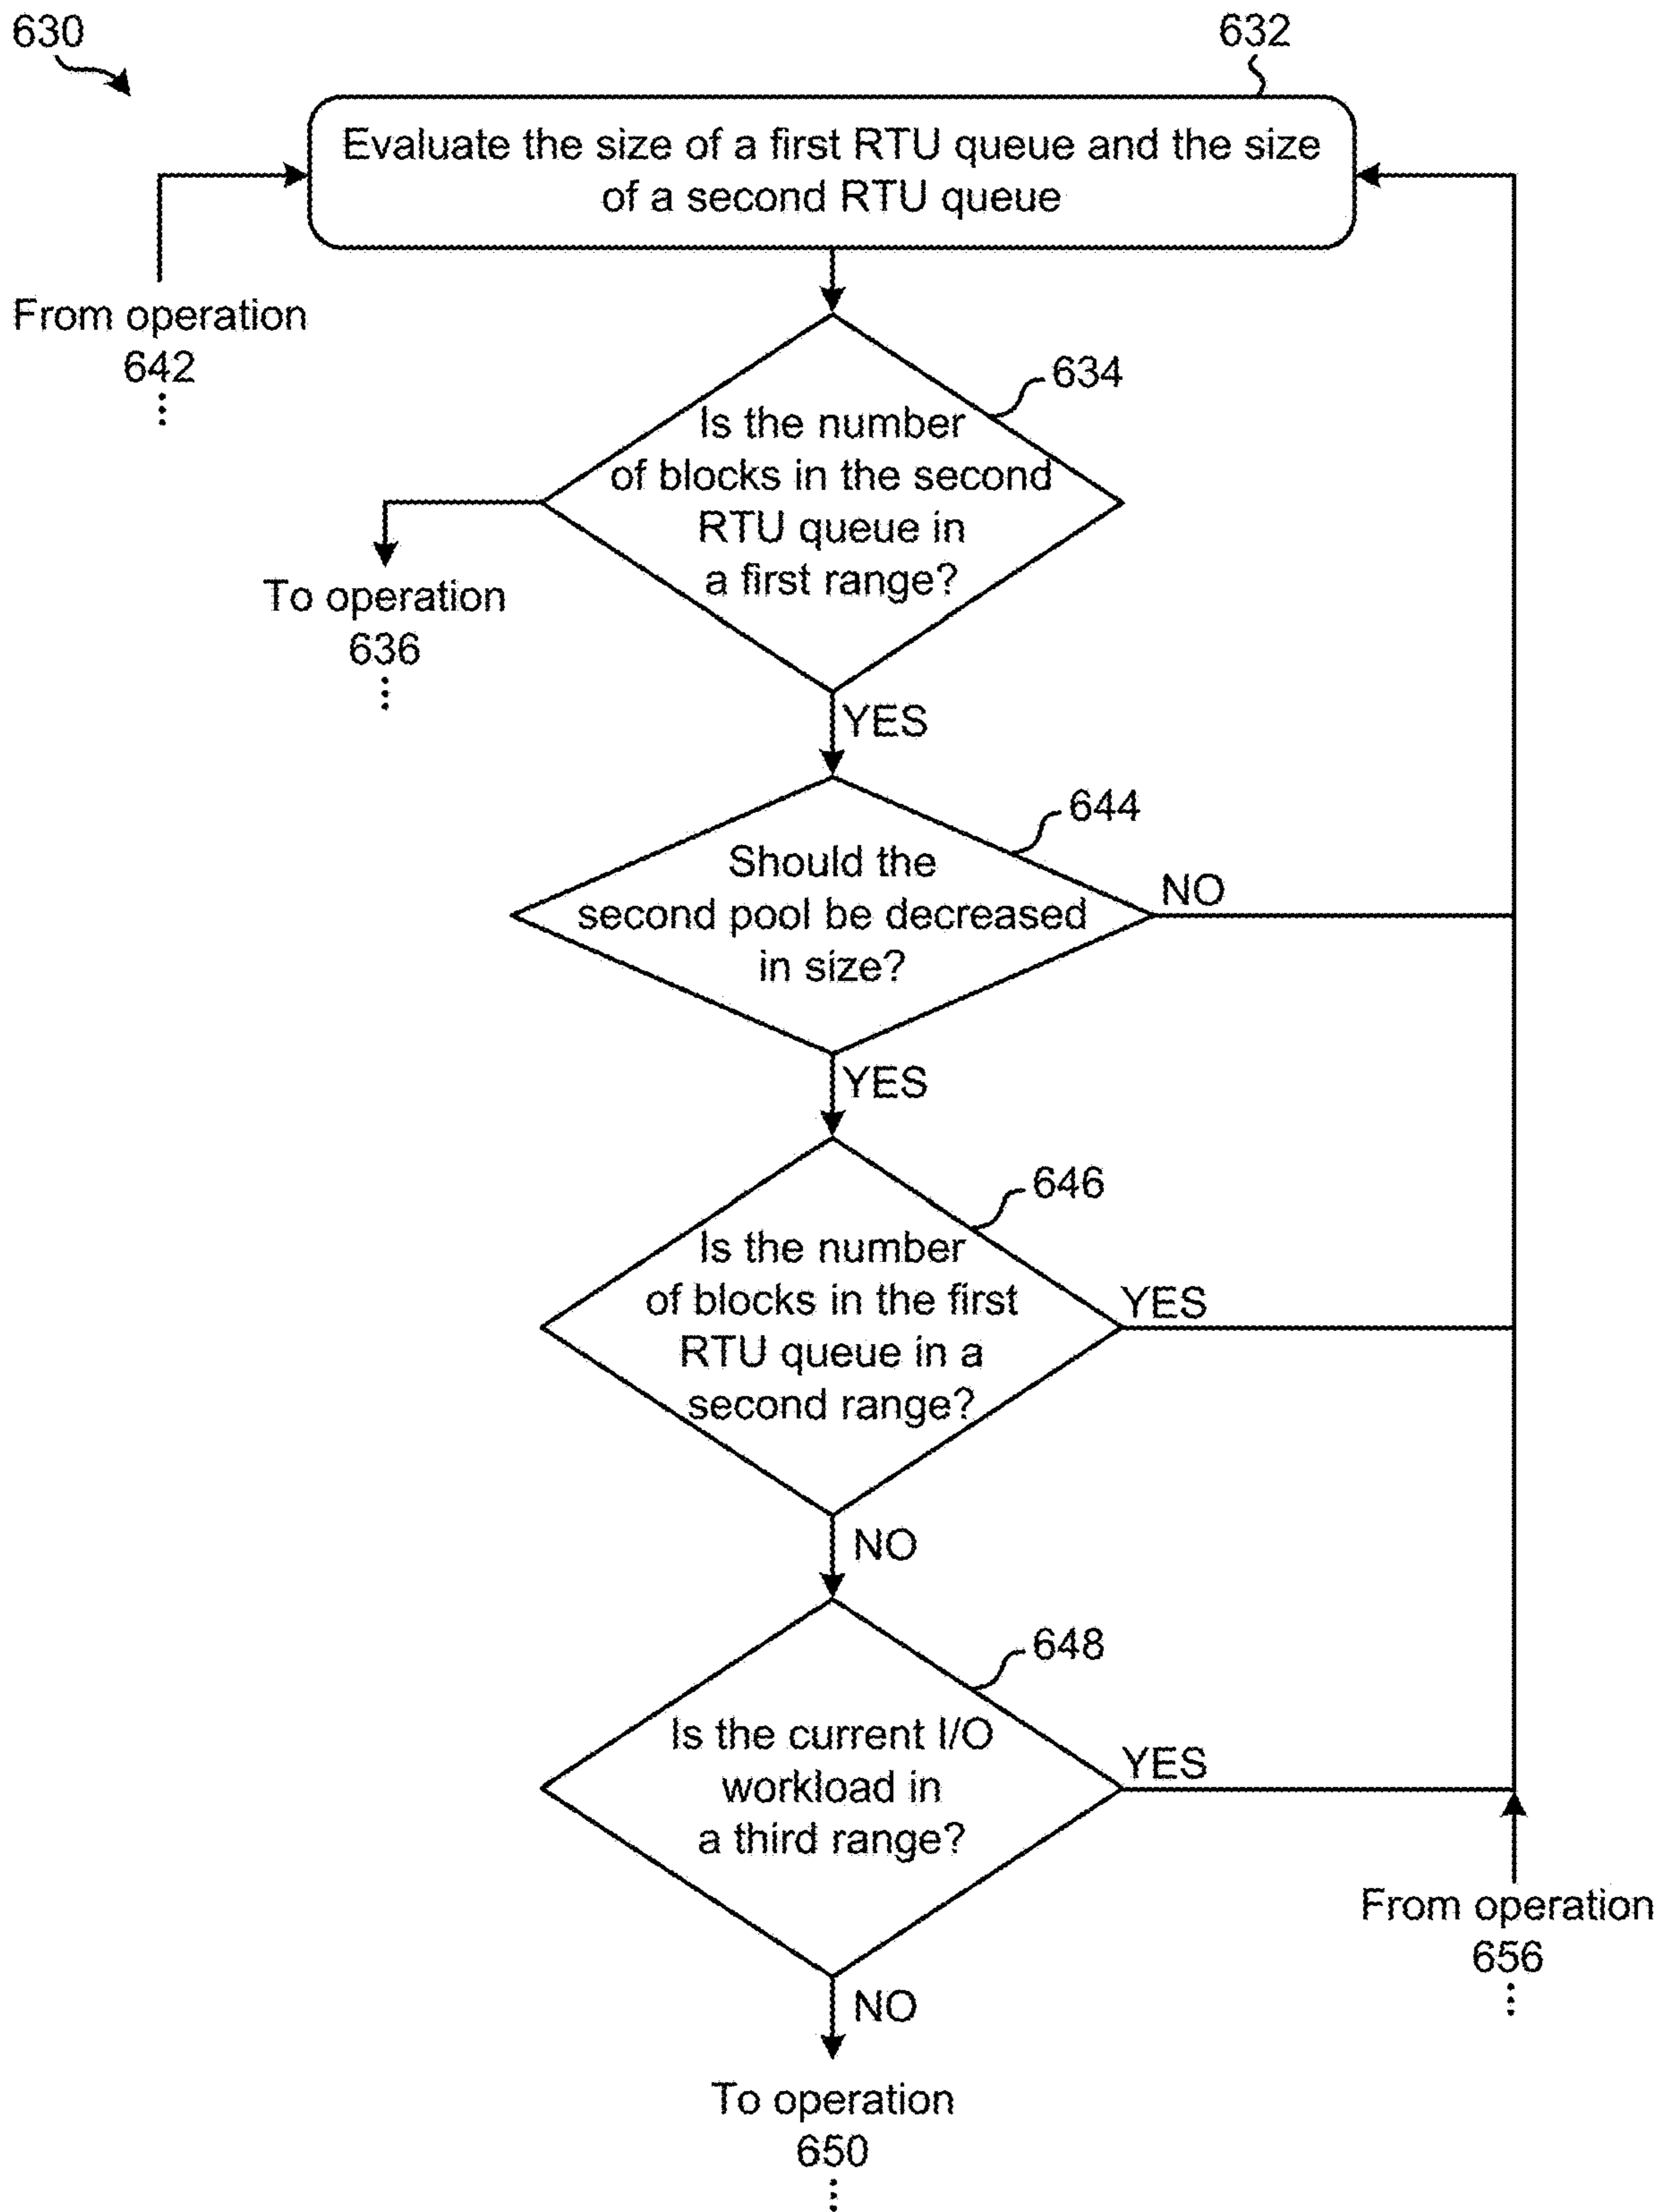 630
632
Evaluate the size of a first RTU queue and the size
of a second RTU queue
From operation
642
634
Is the number
of blocks in the second
RTU queue in
a first range?
To operation
636
YES
644
Should the
second pool be decreased
in size?
NO
YES
646
Is the number
of blocks in the first
RTU queue in a
second range?
YES
NO
648
Is the current I/O
workload in
a third range?
YES
From operation
656
NO
To operation
650